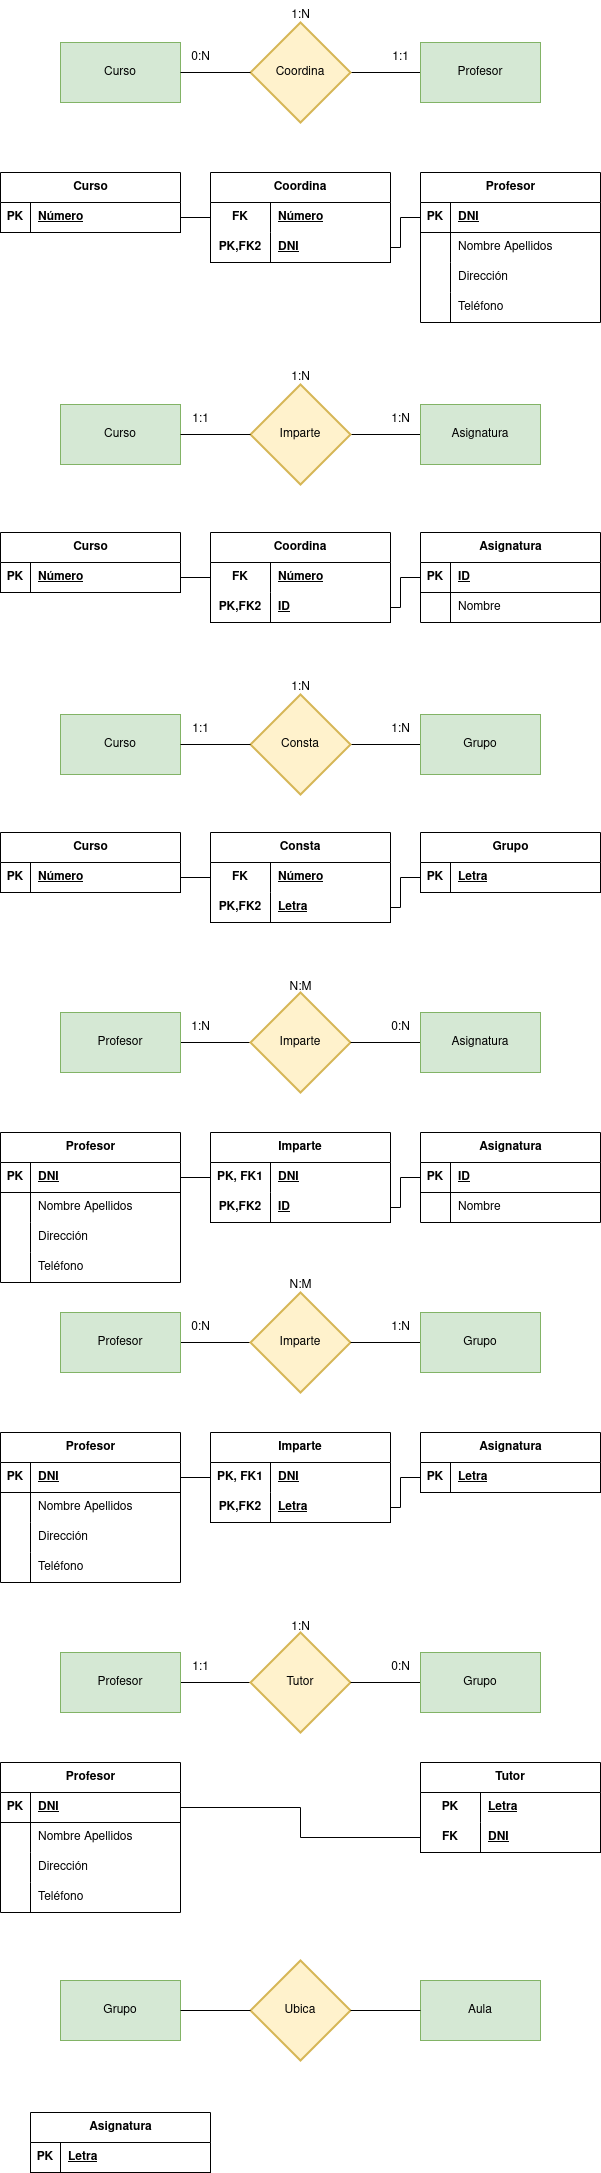 1:N
0:N
1:1
Curso
Coordina
Profesor
Curso
Coordina
Profesor
PK
Número
FK
Número
PK
DNI
PK,FK2
DNI
Nombre Apellidos
Dirección
Teléfono
1:N
1:1
1:N
Curso
Imparte
Asignatura
Curso
Coordina
Asignatura
PK
Número
FK
Número
PK
ID
PK,FK2
ID
Nombre
1:N
1:1
1:N
Curso
Consta
Grupo
Curso
Consta
Grupo
PK
Número
FK
Número
PK
Letra
PK,FK2
Letra
N:M
1:N
0:N
Profesor
Imparte
Asignatura
Profesor
Imparte
Asignatura
PK
DNI
PK, FK1
DNI
PK
ID
Nombre Apellidos
PK,FK2
ID
Nombre
Dirección
Teléfono
N:M
0:N
1:N
Profesor
Imparte
Grupo
Profesor
Imparte
Asignatura
PK
DNI
PK, FK1
DNI
PK
Letra
Nombre Apellidos
PK,FK2
Letra
Dirección
Teléfono
1:N
1:1
0:N
Profesor
Tutor
Grupo
Profesor
Tutor
PK
DNI
PK
Letra
Nombre Apellidos
FK
DNI
Dirección
Teléfono
Grupo
Ubica
Aula
Asignatura
PK
Letra